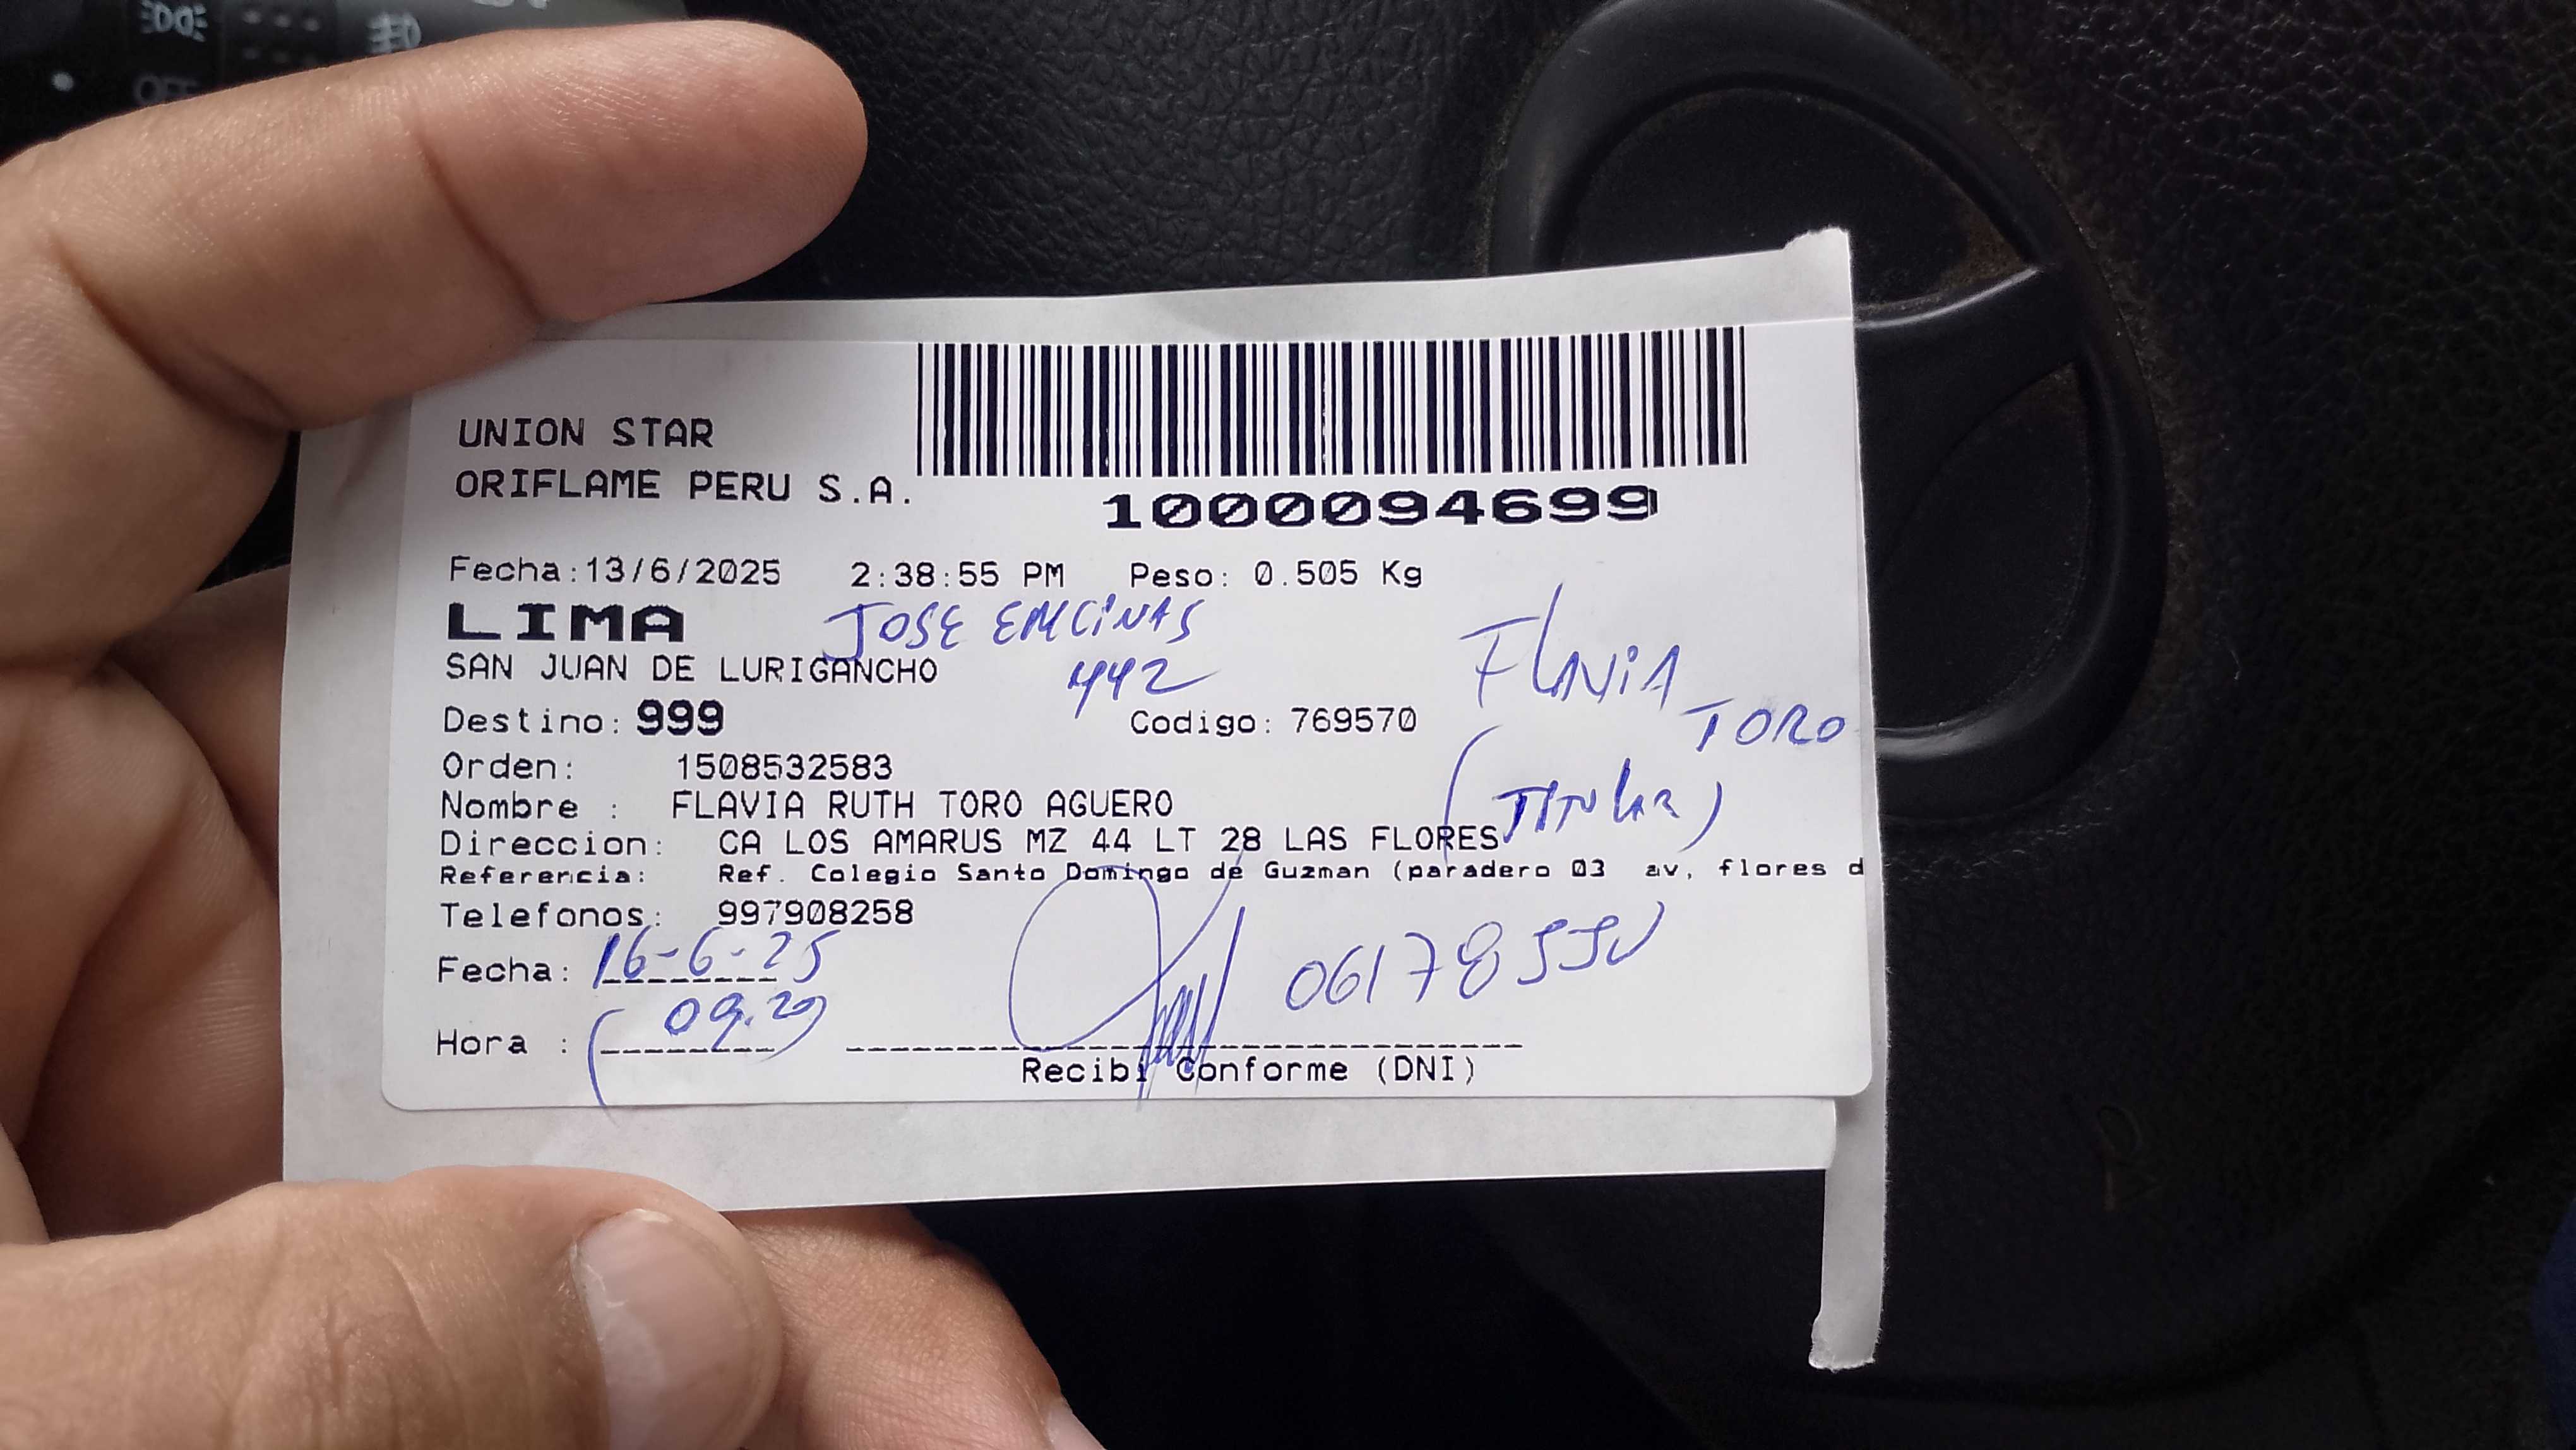 OFF
UNION STAR
ORIFLAME PERU S.A.
1000094699
Fecha:13/6/2025 2:38:55 PM Peso: 0.505 Kg
LIMA JOSE ENCINAS
SAN JUAN DE LURIGANCHO 442
FLAVIA
TORO
Destino: 999 Codigo: 769570
Orden: 1508532583
(TITULAR)
Nombre : FLAVIA RUTH TORO AGUERO
Direccion: CA LOS AMARUS MZ 44 LT 28 LAS FLORES
Referencia: Ref. Colegio Santo Domingo de Guzman (paradero 03 av, flores d
Telefonos: 997908258
Fecha: 16-6-25
Hora : (09.20)
Recibi Conforme (DNI)